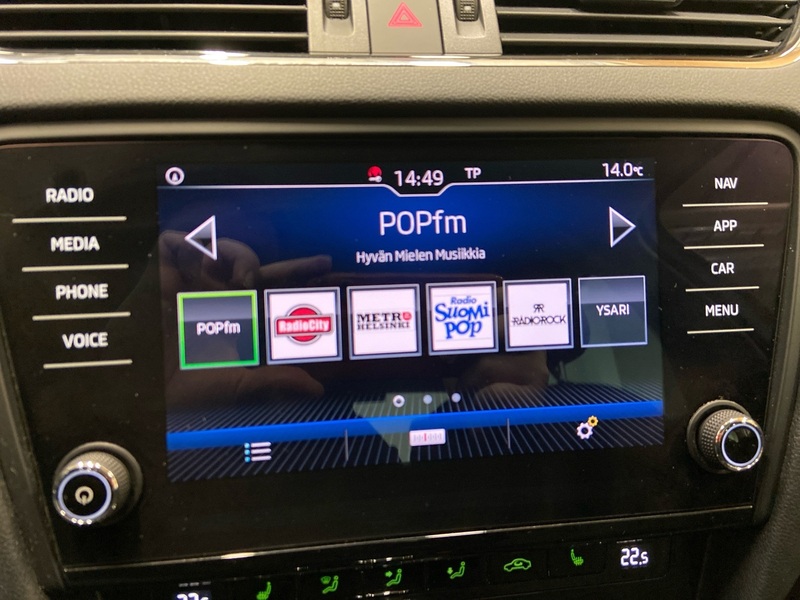 14:49 TP 14.0°C
RADIO
MEDIA
PHONE
VOICE
POPfm
Hyvän Mielen Musiikkia
POPfm
RadioCity
METRO
HELSINKI
Radio
SUOMI
POP
RR
RADIO ROCK
YSARI
NAV
APP
CAR
MENU
22.5